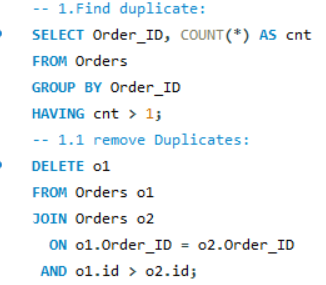 -- 1.Find duplicate:
SELECT Order_ID, COUNT(*) AS cnt
FROM Orders
GROUP BY Order_ID
HAVING cnt > 1;
-- 1.1 remove Duplicates:
DELETE o1
FROM Orders o1
JOIN Orders o2
ON o1.Order_ID = o2.Order_ID
AND o1.id > o2.id;